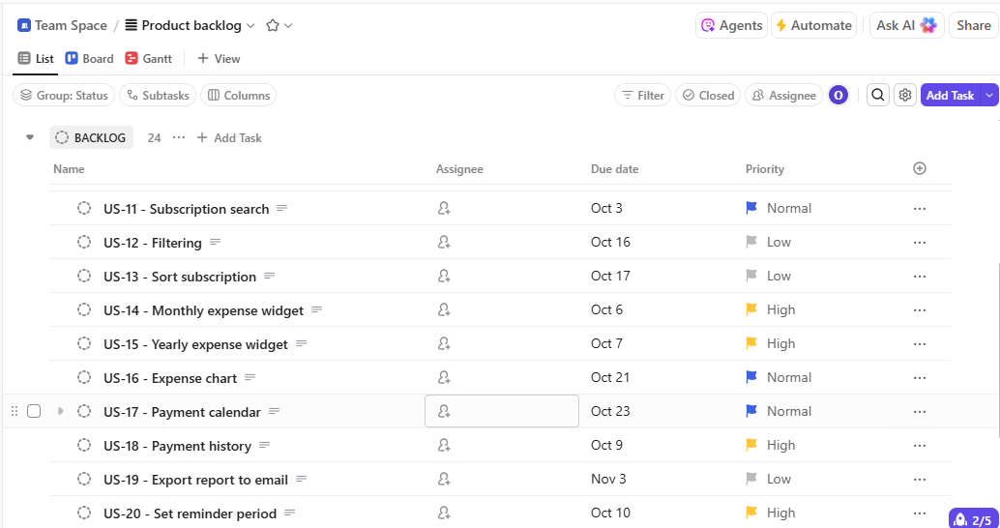 Team Space / Product backlog Agents Automate Ask AI Share
List Board Gantt + View
Group: Status Subtasks Columns Filter Closed Assignee O Add Task
BACKLOG 24 ... + Add Task
Name Assignee Due date Priority
US-11 - Subscription search Oct 3 Normal
US-12 - Filtering Oct 16 Low
US-13 - Sort subscription Oct 17 Low
US-14 - Monthly expense widget Oct 6 High
US-15 - Yearly expense widget Oct 7 High
US-16 - Expense chart Oct 21 Normal
US-17 - Payment calendar Oct 23 Normal
US-18 - Payment history Oct 9 High
US-19 - Export report to email Nov 3 Low
US-20 - Set reminder period Oct 10 High
2/5